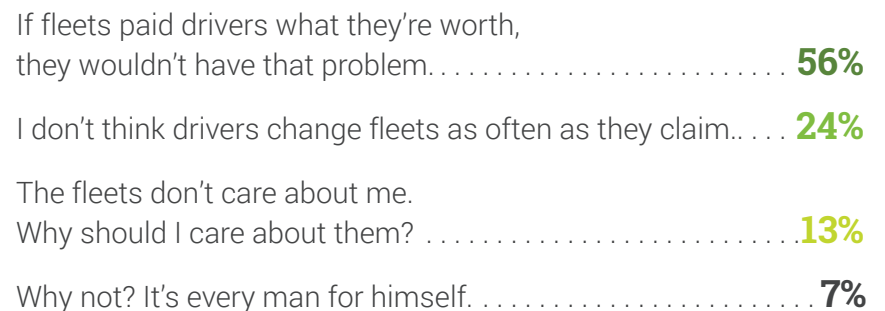 If fleets paid drivers what they’re worth,
they wouldn’t have that problem. . . . . . . . . . . . . . . . . . . . . . . . . . 56%
I don’t think drivers change fleets as often as they claim.. . . . 24%
The fleets don’t care about me.
Why should I care about them? . . . . . . . . . . . . . . . . . . . . . . . . . . .13%
Why not? It’s every man for himself. . . . . . . . . . . . . . . . . . . . . . . . . 7%